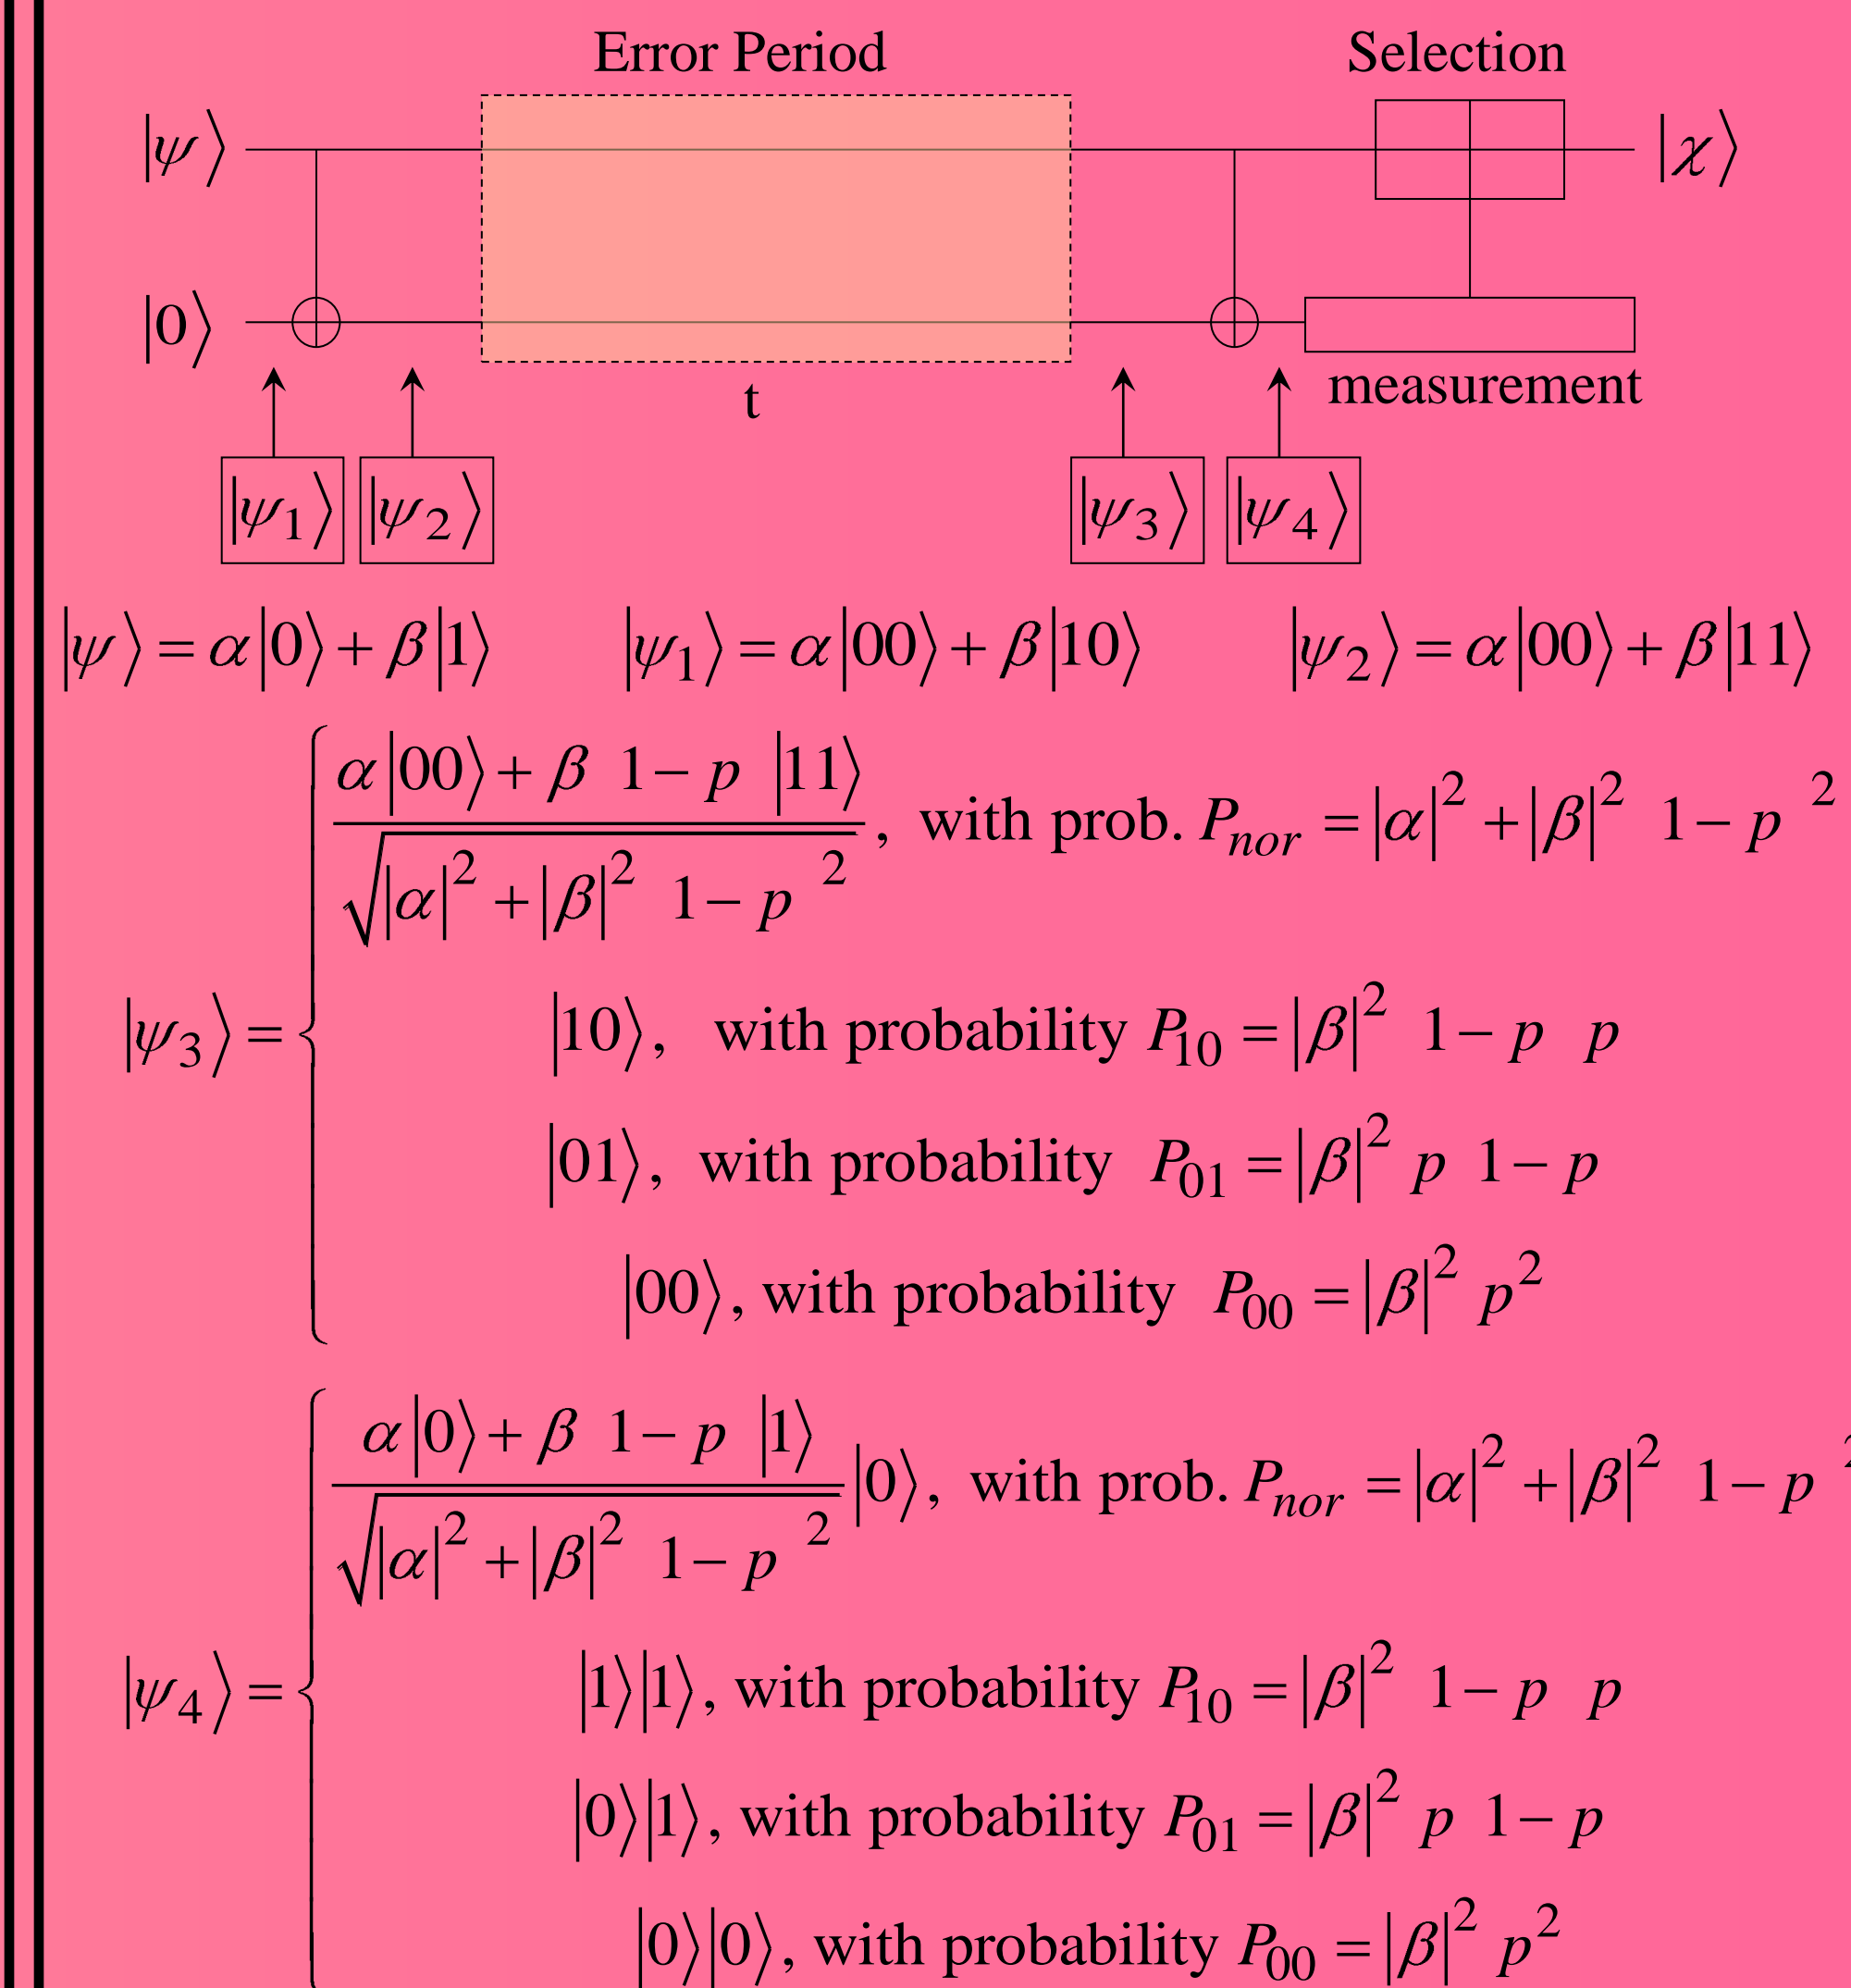 Error Period Selection
|ψ⟩ |χ⟩
|0⟩
t measurement
|ψ1⟩ |ψ2⟩ |ψ3⟩ |ψ4⟩
|ψ⟩ = α|0⟩ + β|1⟩ |ψ1⟩ = α|00⟩ + β|10⟩ |ψ2⟩ = α|00⟩ + β|11⟩
α|00⟩ + β 1− p |11⟩
, with prob. Pnor = |α|² + |β|² 1− p ²
√|α|² + |β|² 1− p ²
|10⟩, with probability P10 = |β|² 1− p p
|ψ3⟩ =
|01⟩, with probability P01 = |β|² p 1− p
|00⟩, with probability P00 = |β|² p²
α|0⟩ + β 1− p |1⟩
|0⟩, with prob. Pnor = |α|² + |β|² 1− p ²
√|α|² + |β|² 1− p ²
|ψ4⟩ = |1⟩|1⟩, with probability P10 = |β|² 1− p p
|0⟩|1⟩, with probability P01 = |β|² p 1− p
|0⟩|0⟩, with probability P00 = |β|² p²